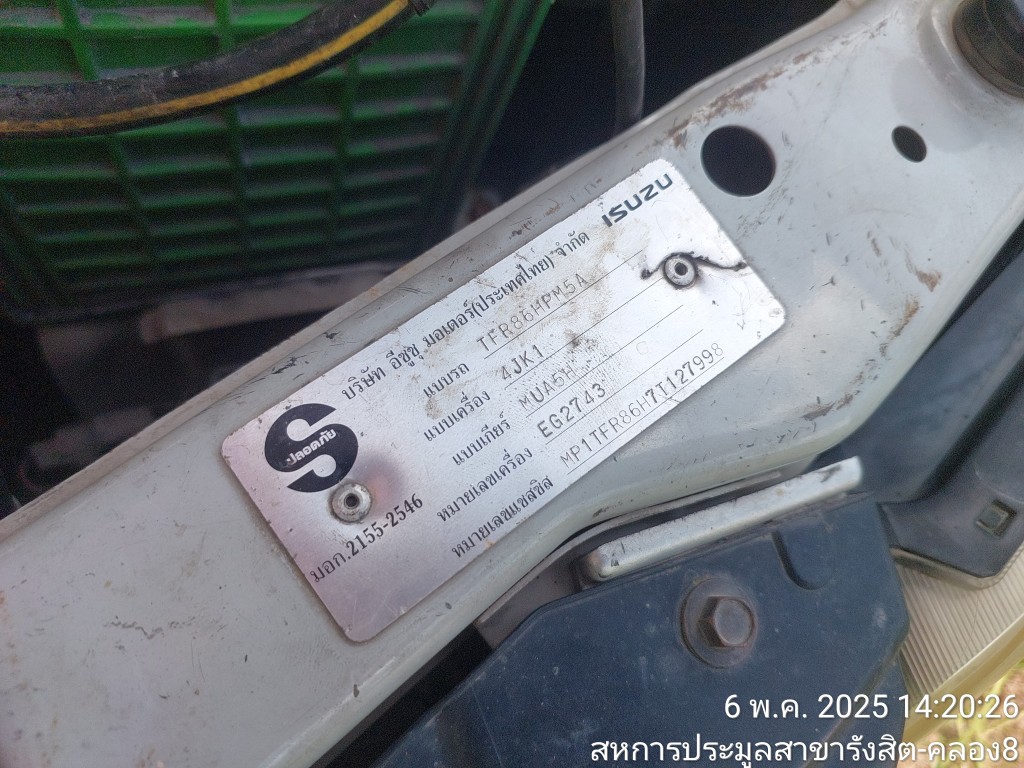 ISUZU
บริษัท อีซูซุ มอเตอร์(ประเทศไทย) จำกัด
แบบรถ TFR86HPM5A
แบบเครื่อง 4JK1
แบบเกียร์ MUA5H C
หมายเลขเครื่อง EG2743
หมายเลขแชสซีส MP1TFR86H7T127998
ปลอดภัย
มอก.2155-2546
6 พ.ค. 2025 14:20:26
สหการประมูลสาขารังสิต-คลอง8